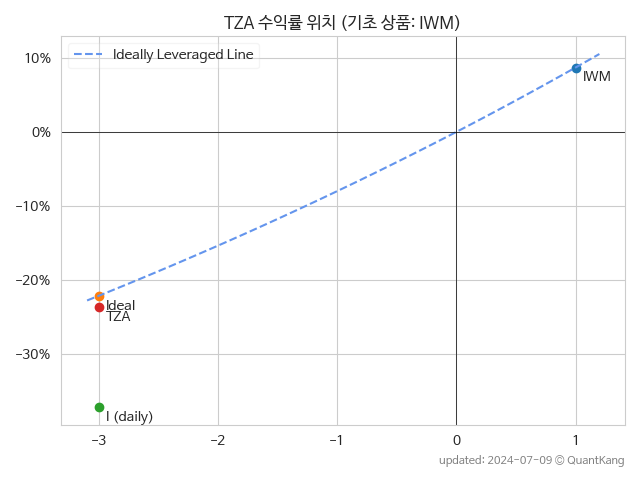 TZA 수익률 위치 (기초 상품: IWM)
Ideally Leveraged Line
10%
IWM
0%
-10%
-20%
Ideal
TZA
-30%
I (daily)
-3
-2
-1
0
1
updated: 2024-07-09 © QuantKang